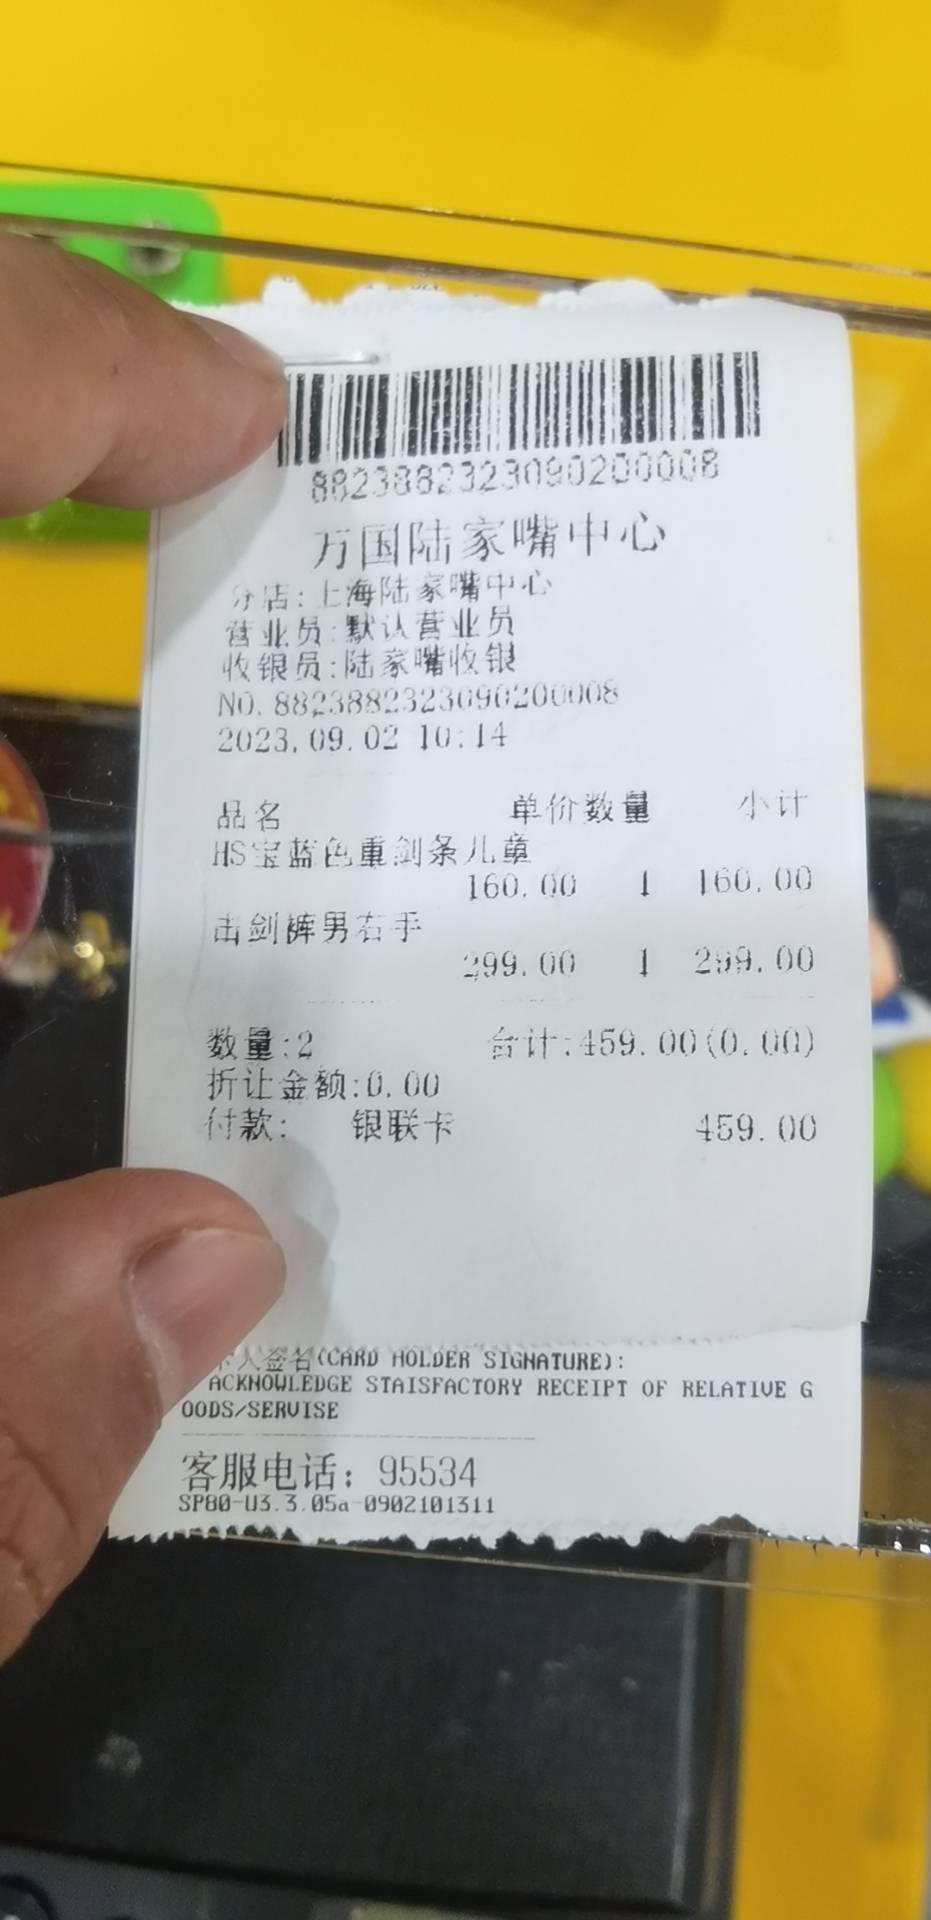 8823882323090200008
万国陆家嘴中心
分店:上海陆家嘴中心
营业员:默认营业员
收银员:陆家嘴收银
NO.8823882323090200008
2023.09.02 10:14
品名 单价数量 小计
HS宝蓝色重剑条儿童
160.00 1 160.00
击剑裤男右手
299.00 1 299.00
数量:2 合计:459.00(0.00)
折让金额:0.00
付款: 银联卡 459.00
卡人签名(CARD HOLDER SIGNATURE):
ACKNOWLEDGE STAISFACTORY RECEIPT OF RELATIVE G
OODS/SERVISE
客服电话: 95534
SP80-U3.3.05a-0902101311